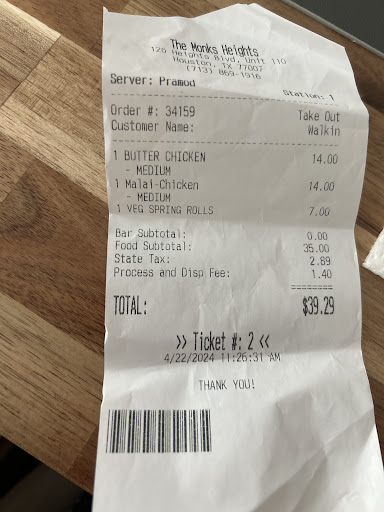 The Monks Heights
120 Heights Blvd, Unit 110
Houston, TX 77007
(713) 869-1916
Server: Pramod
Station: 1
Order #: 34159 Take Out
Customer Name: Walkin
1 BUTTER CHICKEN 14.00
- MEDIUM
1 Malai-Chicken 14.00
- MEDIUM
1 VEG SPRING ROLLS 7.00
Bar Subtotal: 0.00
Food Subtotal: 35.00
State Tax: 2.89
Process and Disp Fee: 1.40
=======
TOTAL: $39.29
>> Ticket #: 2 <<
4/22/2024 11:26:31 AM
THANK YOU!